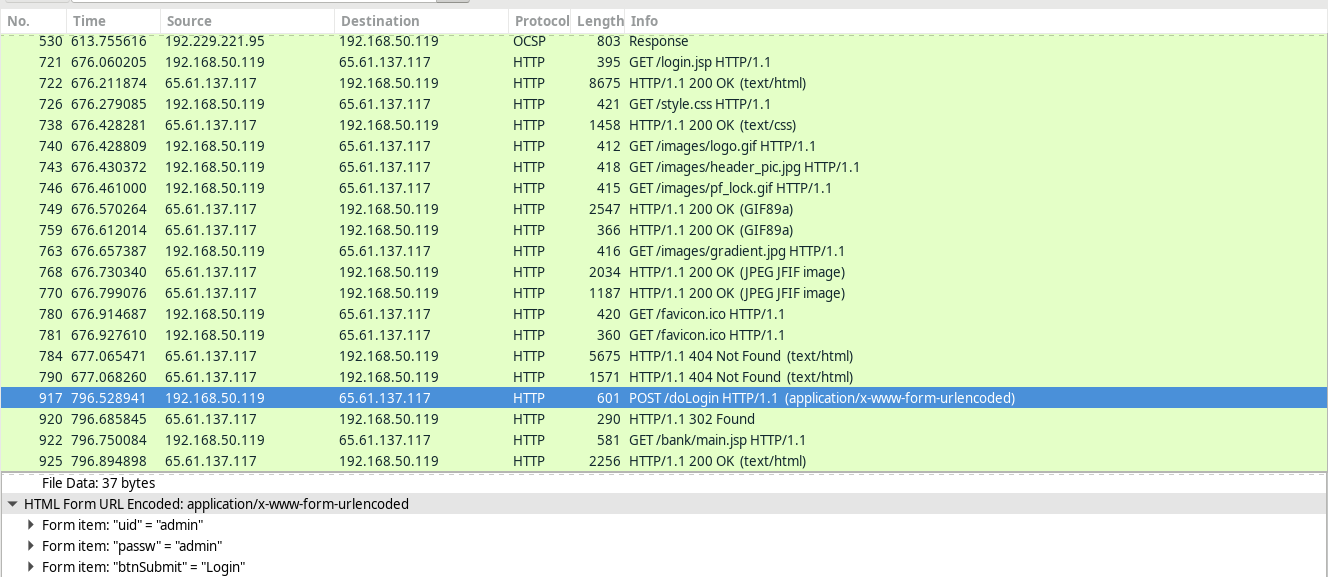 No. Time Source Destination Protocol Length Info
530 613.755616 192.229.221.95 192.168.50.119 OCSP 803 Response
721 676.060205 192.168.50.119 65.61.137.117 HTTP 395 GET /login.jsp HTTP/1.1
722 676.211874 65.61.137.117 192.168.50.119 HTTP 8675 HTTP/1.1 200 OK (text/html)
726 676.279085 192.168.50.119 65.61.137.117 HTTP 421 GET /style.css HTTP/1.1
738 676.428281 65.61.137.117 192.168.50.119 HTTP 1458 HTTP/1.1 200 OK (text/css)
740 676.428809 192.168.50.119 65.61.137.117 HTTP 412 GET /images/logo.gif HTTP/1.1
743 676.430372 192.168.50.119 65.61.137.117 HTTP 418 GET /images/header_pic.jpg HTTP/1.1
746 676.461000 192.168.50.119 65.61.137.117 HTTP 415 GET /images/pf_lock.gif HTTP/1.1
749 676.570264 65.61.137.117 192.168.50.119 HTTP 2547 HTTP/1.1 200 OK (GIF89a)
759 676.612014 65.61.137.117 192.168.50.119 HTTP 366 HTTP/1.1 200 OK (GIF89a)
763 676.657387 192.168.50.119 65.61.137.117 HTTP 416 GET /images/gradient.jpg HTTP/1.1
768 676.730340 65.61.137.117 192.168.50.119 HTTP 2034 HTTP/1.1 200 OK (JPEG JFIF image)
770 676.799076 65.61.137.117 192.168.50.119 HTTP 1187 HTTP/1.1 200 OK (JPEG JFIF image)
780 676.914687 192.168.50.119 65.61.137.117 HTTP 420 GET /favicon.ico HTTP/1.1
781 676.927610 192.168.50.119 65.61.137.117 HTTP 360 GET /favicon.ico HTTP/1.1
784 677.065471 65.61.137.117 192.168.50.119 HTTP 5675 HTTP/1.1 404 Not Found (text/html)
790 677.068260 65.61.137.117 192.168.50.119 HTTP 1571 HTTP/1.1 404 Not Found (text/html)
917 796.528941 192.168.50.119 65.61.137.117 HTTP 601 POST /doLogin HTTP/1.1 (application/x-www-form-urlencoded)
920 796.685845 65.61.137.117 192.168.50.119 HTTP 290 HTTP/1.1 302 Found
922 796.750084 192.168.50.119 65.61.137.117 HTTP 581 GET /bank/main.jsp HTTP/1.1
925 796.894898 65.61.137.117 192.168.50.119 HTTP 2256 HTTP/1.1 200 OK (text/html)
File Data: 37 bytes
HTML Form URL Encoded: application/x-www-form-urlencoded
Form item: "uid" = "admin"
Form item: "passw" = "admin"
Form item: "btnSubmit" = "Login"